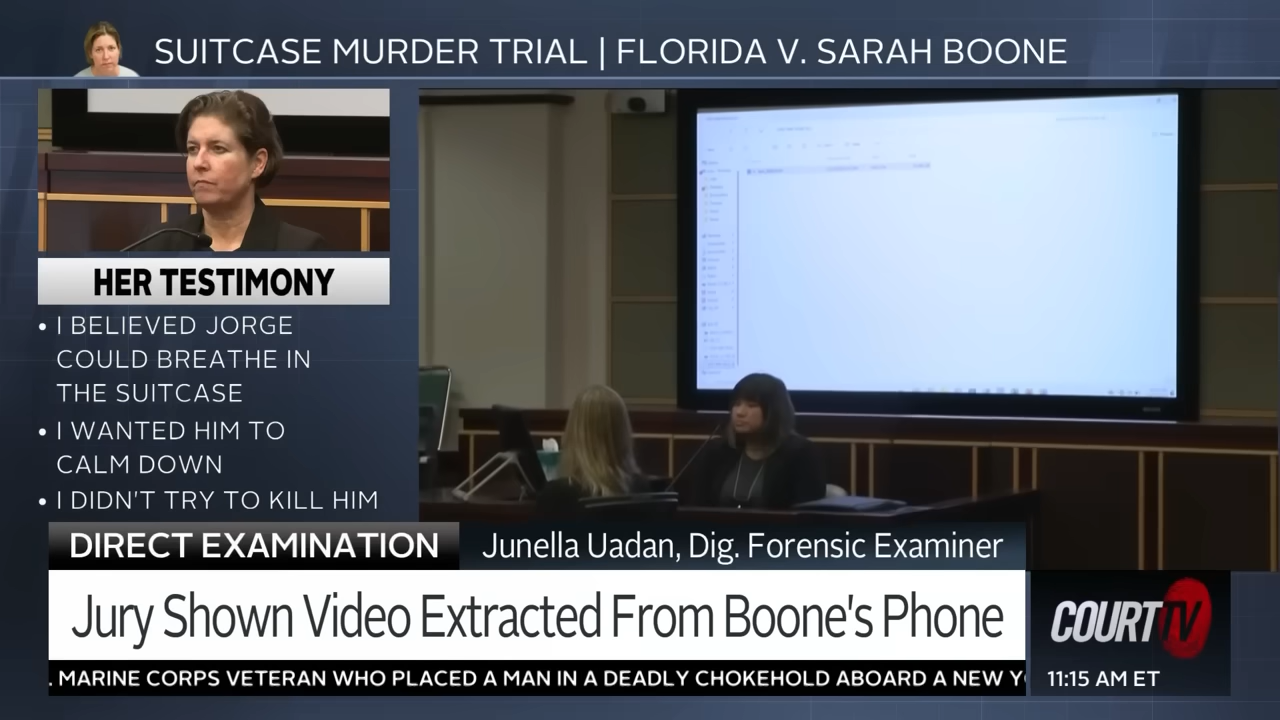 SUITCASE MURDER TRIAL | FLORIDA V. SARAH BOONE
HER TESTIMONY
• I BELIEVED JORGE
COULD BREATHE IN
THE SUITCASE
• I WANTED HIM TO
CALM DOWN
• I DIDN'T TRY TO KILL HIM
DIRECT EXAMINATION
Junella Uadan, Dig. Forensic Examiner
Jury Shown Video Extracted From Boone's Phone
COURT TV
. MARINE CORPS VETERAN WHO PLACED A MAN IN A DEADLY CHOKEHOLD ABOARD A NEW
11:15 AM ET